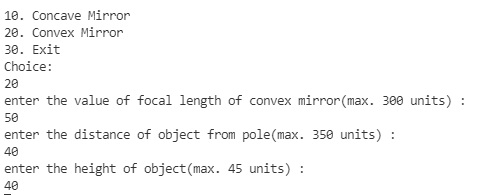 10. Concave Mirror
20. Convex Mirror
30. Exit
Choice:
20
enter the value of focal length of convex mirror(max. 300 units) :
50
enter the distance of object from pole(max. 350 units) :
40
enter the height of object(max. 45 units) :
40